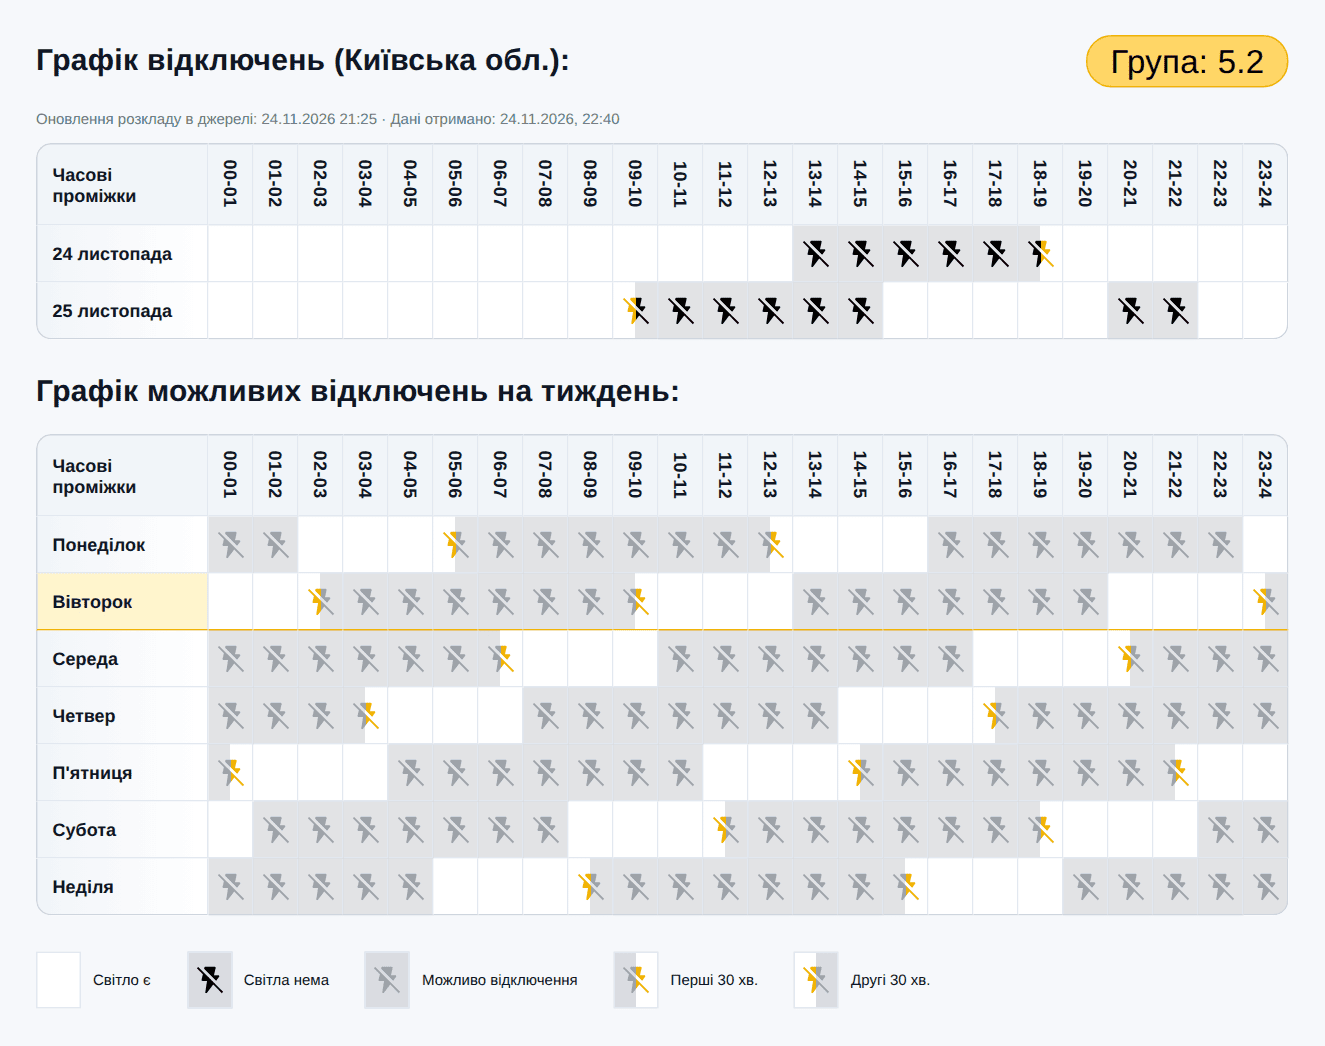 Графік відключень (Київська обл.):
Група: 5.2
Оновлення розкладу в джерелі: 24.11.2026 21:25 · Дані отримано: 24.11.2026, 22:40
Часові проміжки 00-01 01-02 02-03 03-04 04-05 05-06 06-07 07-08 08-09 09-10 10-11 11-12 12-13 13-14 14-15 15-16 16-17 17-18 18-19 19-20 20-21 21-22 22-23 23-24
24 листопада
25 листопада
Графік можливих відключень на тиждень:
Часові проміжки 00-01 01-02 02-03 03-04 04-05 05-06 06-07 07-08 08-09 09-10 10-11 11-12 12-13 13-14 14-15 15-16 16-17 17-18 18-19 19-20 20-21 21-22 22-23 23-24
Понеділок
Вівторок
Середа
Четвер
П'ятниця
Субота
Неділя
Світло є
Світла нема
Можливо відключення
Перші 30 хв.
Другі 30 хв.